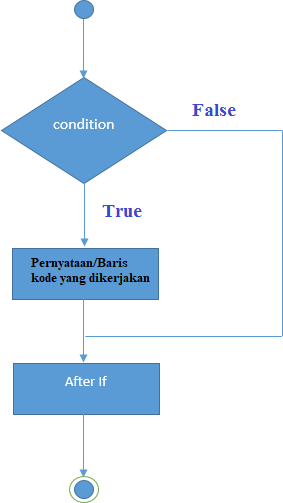 condition
False
True
Pernyataan/Baris
kode yang dikerjakan
After If